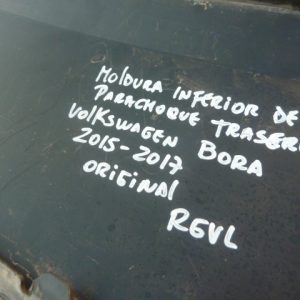 MOLDURA INFERIOR DE
PARACHOQUE TRASERO
VOLKSWAGEN BORA
2015-2017
ORIGINAL
REVL